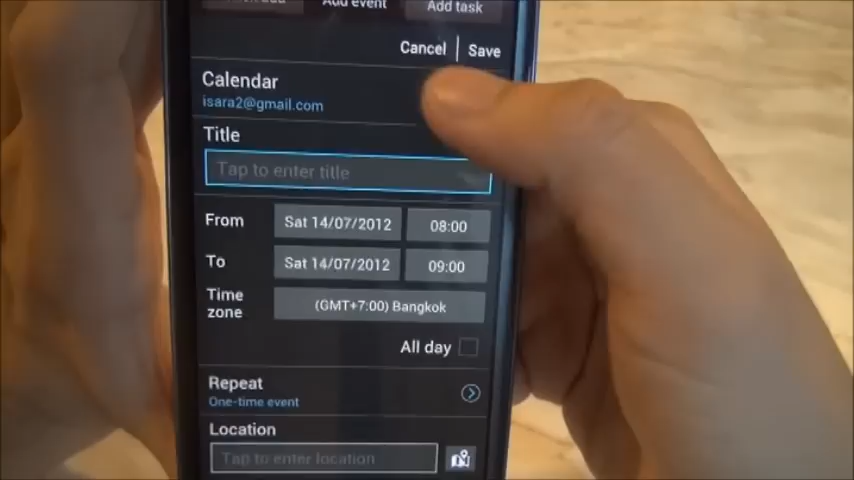 Add event
Add task
Cancel
Save
Calendar
isara2@gmail.com
Title
Tap to enter title
From
Sat 14/07/2012
08:00
To
Sat 14/07/2012
09:00
Time zone
(GMT+7:00) Bangkok
All day
Repeat
One-time event
Location
Tap to enter location